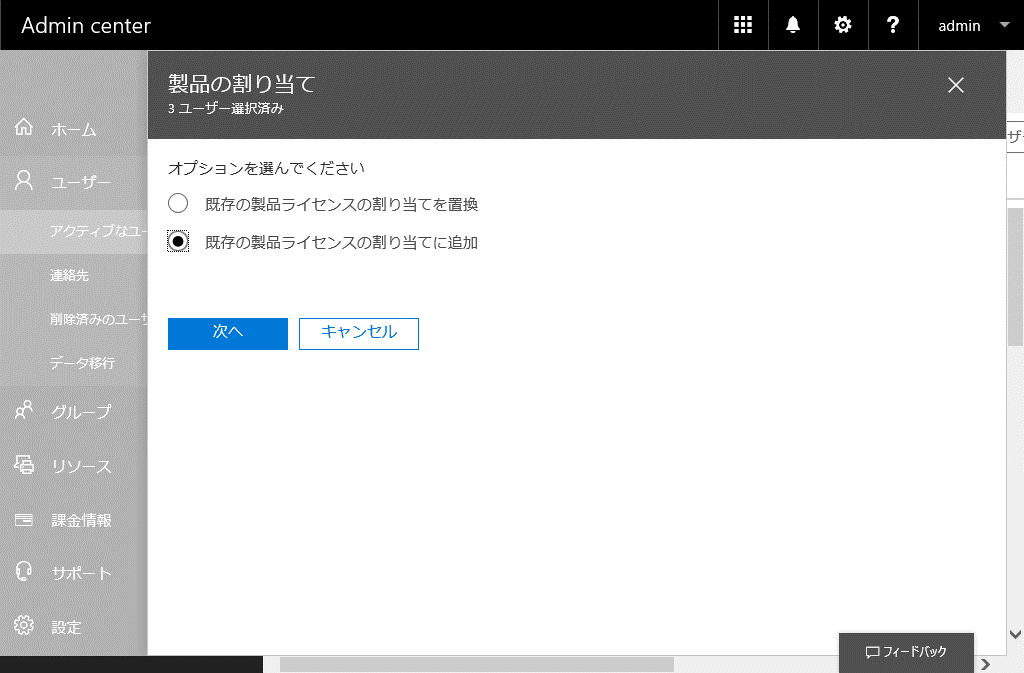 Admin center
? admin
製品の割り当て
3 ユーザー選択済み
ホーム
ユーザー
アクティブなユー
連絡先
削除済みのユーザ
データ移行
グループ
リソース
課金情報
サポート
設定
オプションを選んでください
既存の製品ライセンスの割り当てを置換
既存の製品ライセンスの割り当てに追加
次へ
キャンセル
ザー
フィードバック